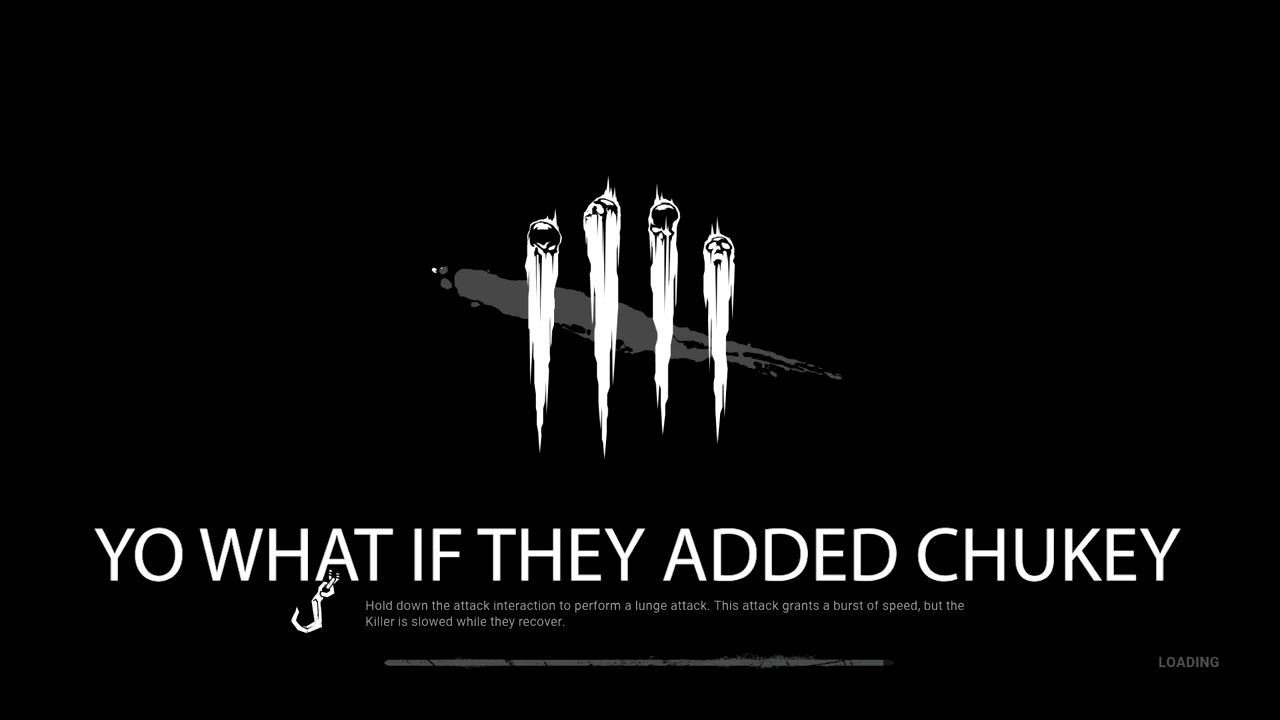 YO WHAT IF THEY ADDED CHUKEY
Hold down the attack interaction to perform a lunge attack. This attack grants a burst of speed, but the
Killer is slowed while they recover.
LOADING